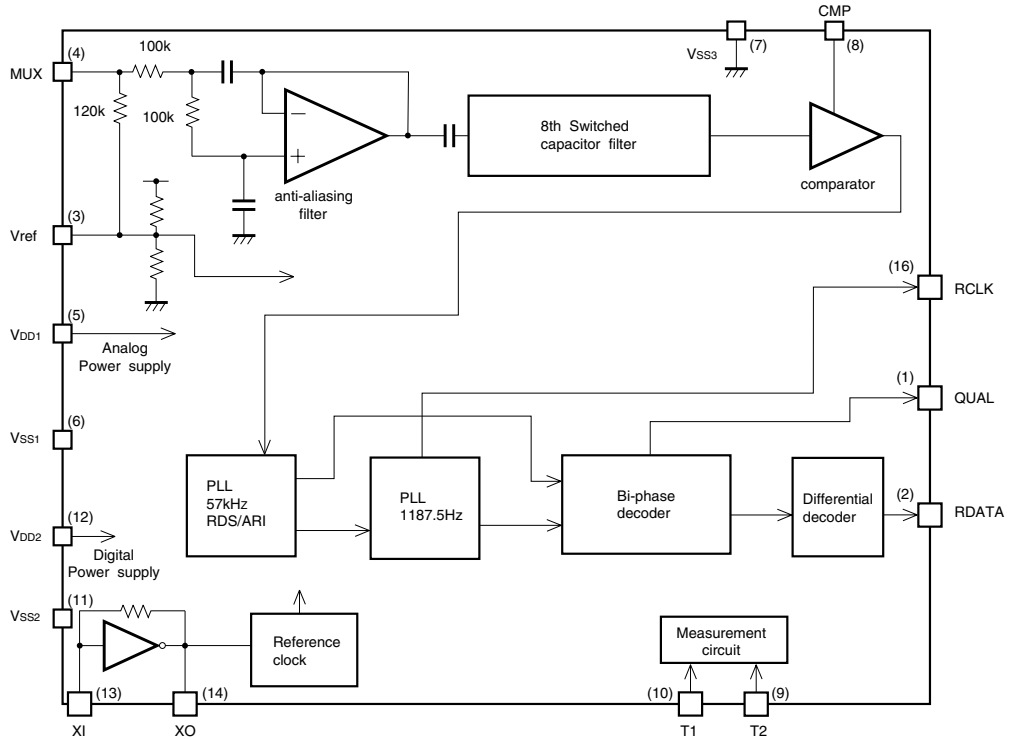 CMP
(4)
100k
VSS3
(7)
(8)
MUX
120k
100k
8th Switched
capacitor filter
anti-aliasing
filter
comparator
(3)
Vref
(16)
RCLK
(5)
VDD1
Analog
Power supply
(1)
QUAL
(6)
VSS1
PLL
57kHz
RDS/ARI
PLL
1187.5Hz
Bi-phase
decoder
Differential
decoder
(2)
RDATA
(12)
VDD2
Digital
Power supply
(11)
VSS2
Reference
clock
Measurement
circuit
(13)
(14)
(10)
(9)
XI
XO
T1
T2